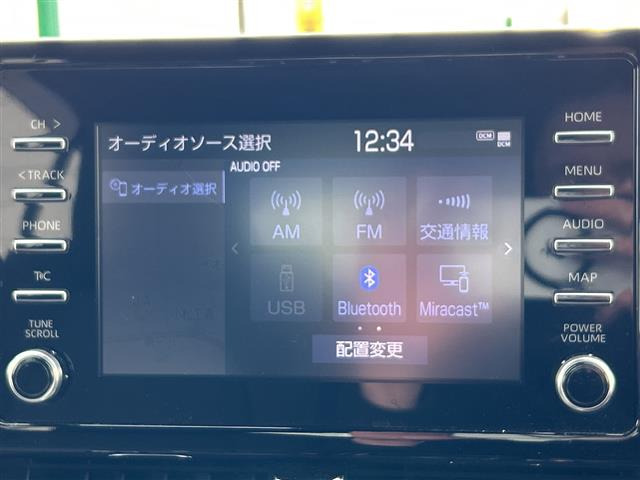 CH >
< TRACK
PHONE
T C
TUNE
SCROLL
オーディオソース選択
12:34
DCM
DCM
AUDIO OFF
オーディオ選択
AM
FM
交通情報
USB
Bluetooth
Miracast™
配置変更
HOME
MENU
AUDIO
MAP
POWER
VOLUME